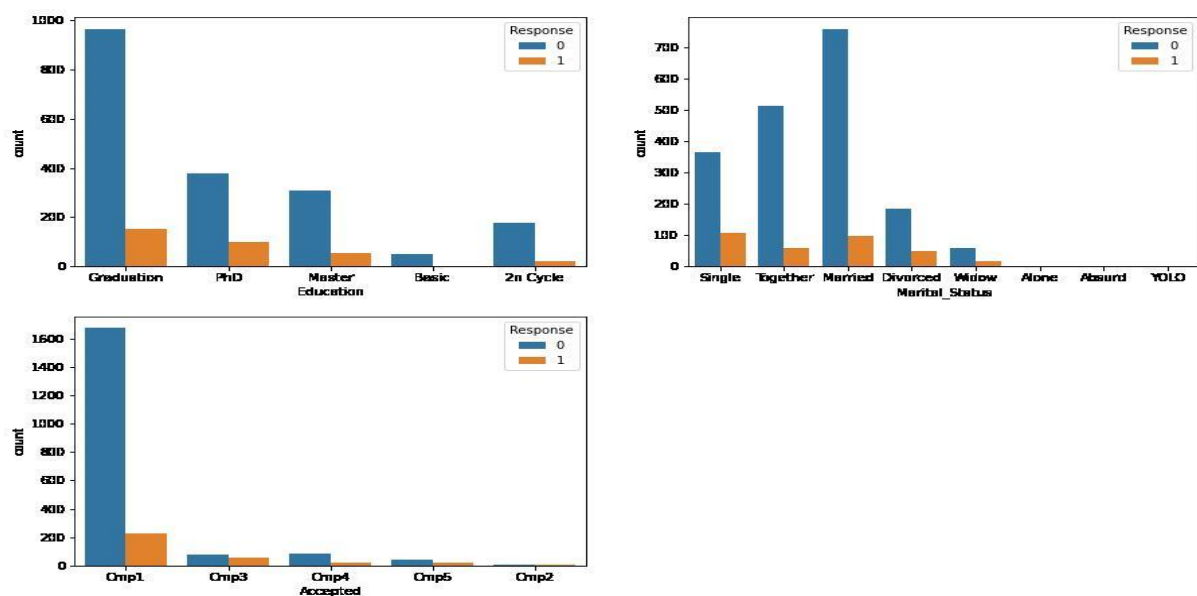 1000
800
600
400
200
0
count
Response
0
1
Graduation PhD Master Basic 2n Cycle
Education
700
600
500
400
300
200
100
0
count
Response
0
1
Single Together Married Divorced Widow Alone Absurd YOLO
Marital_Status
1600
1400
1200
1000
800
600
400
200
0
count
Response
0
1
Cmp1 Cmp3 Cmp4 Cmp5 Cmp2
Accepted